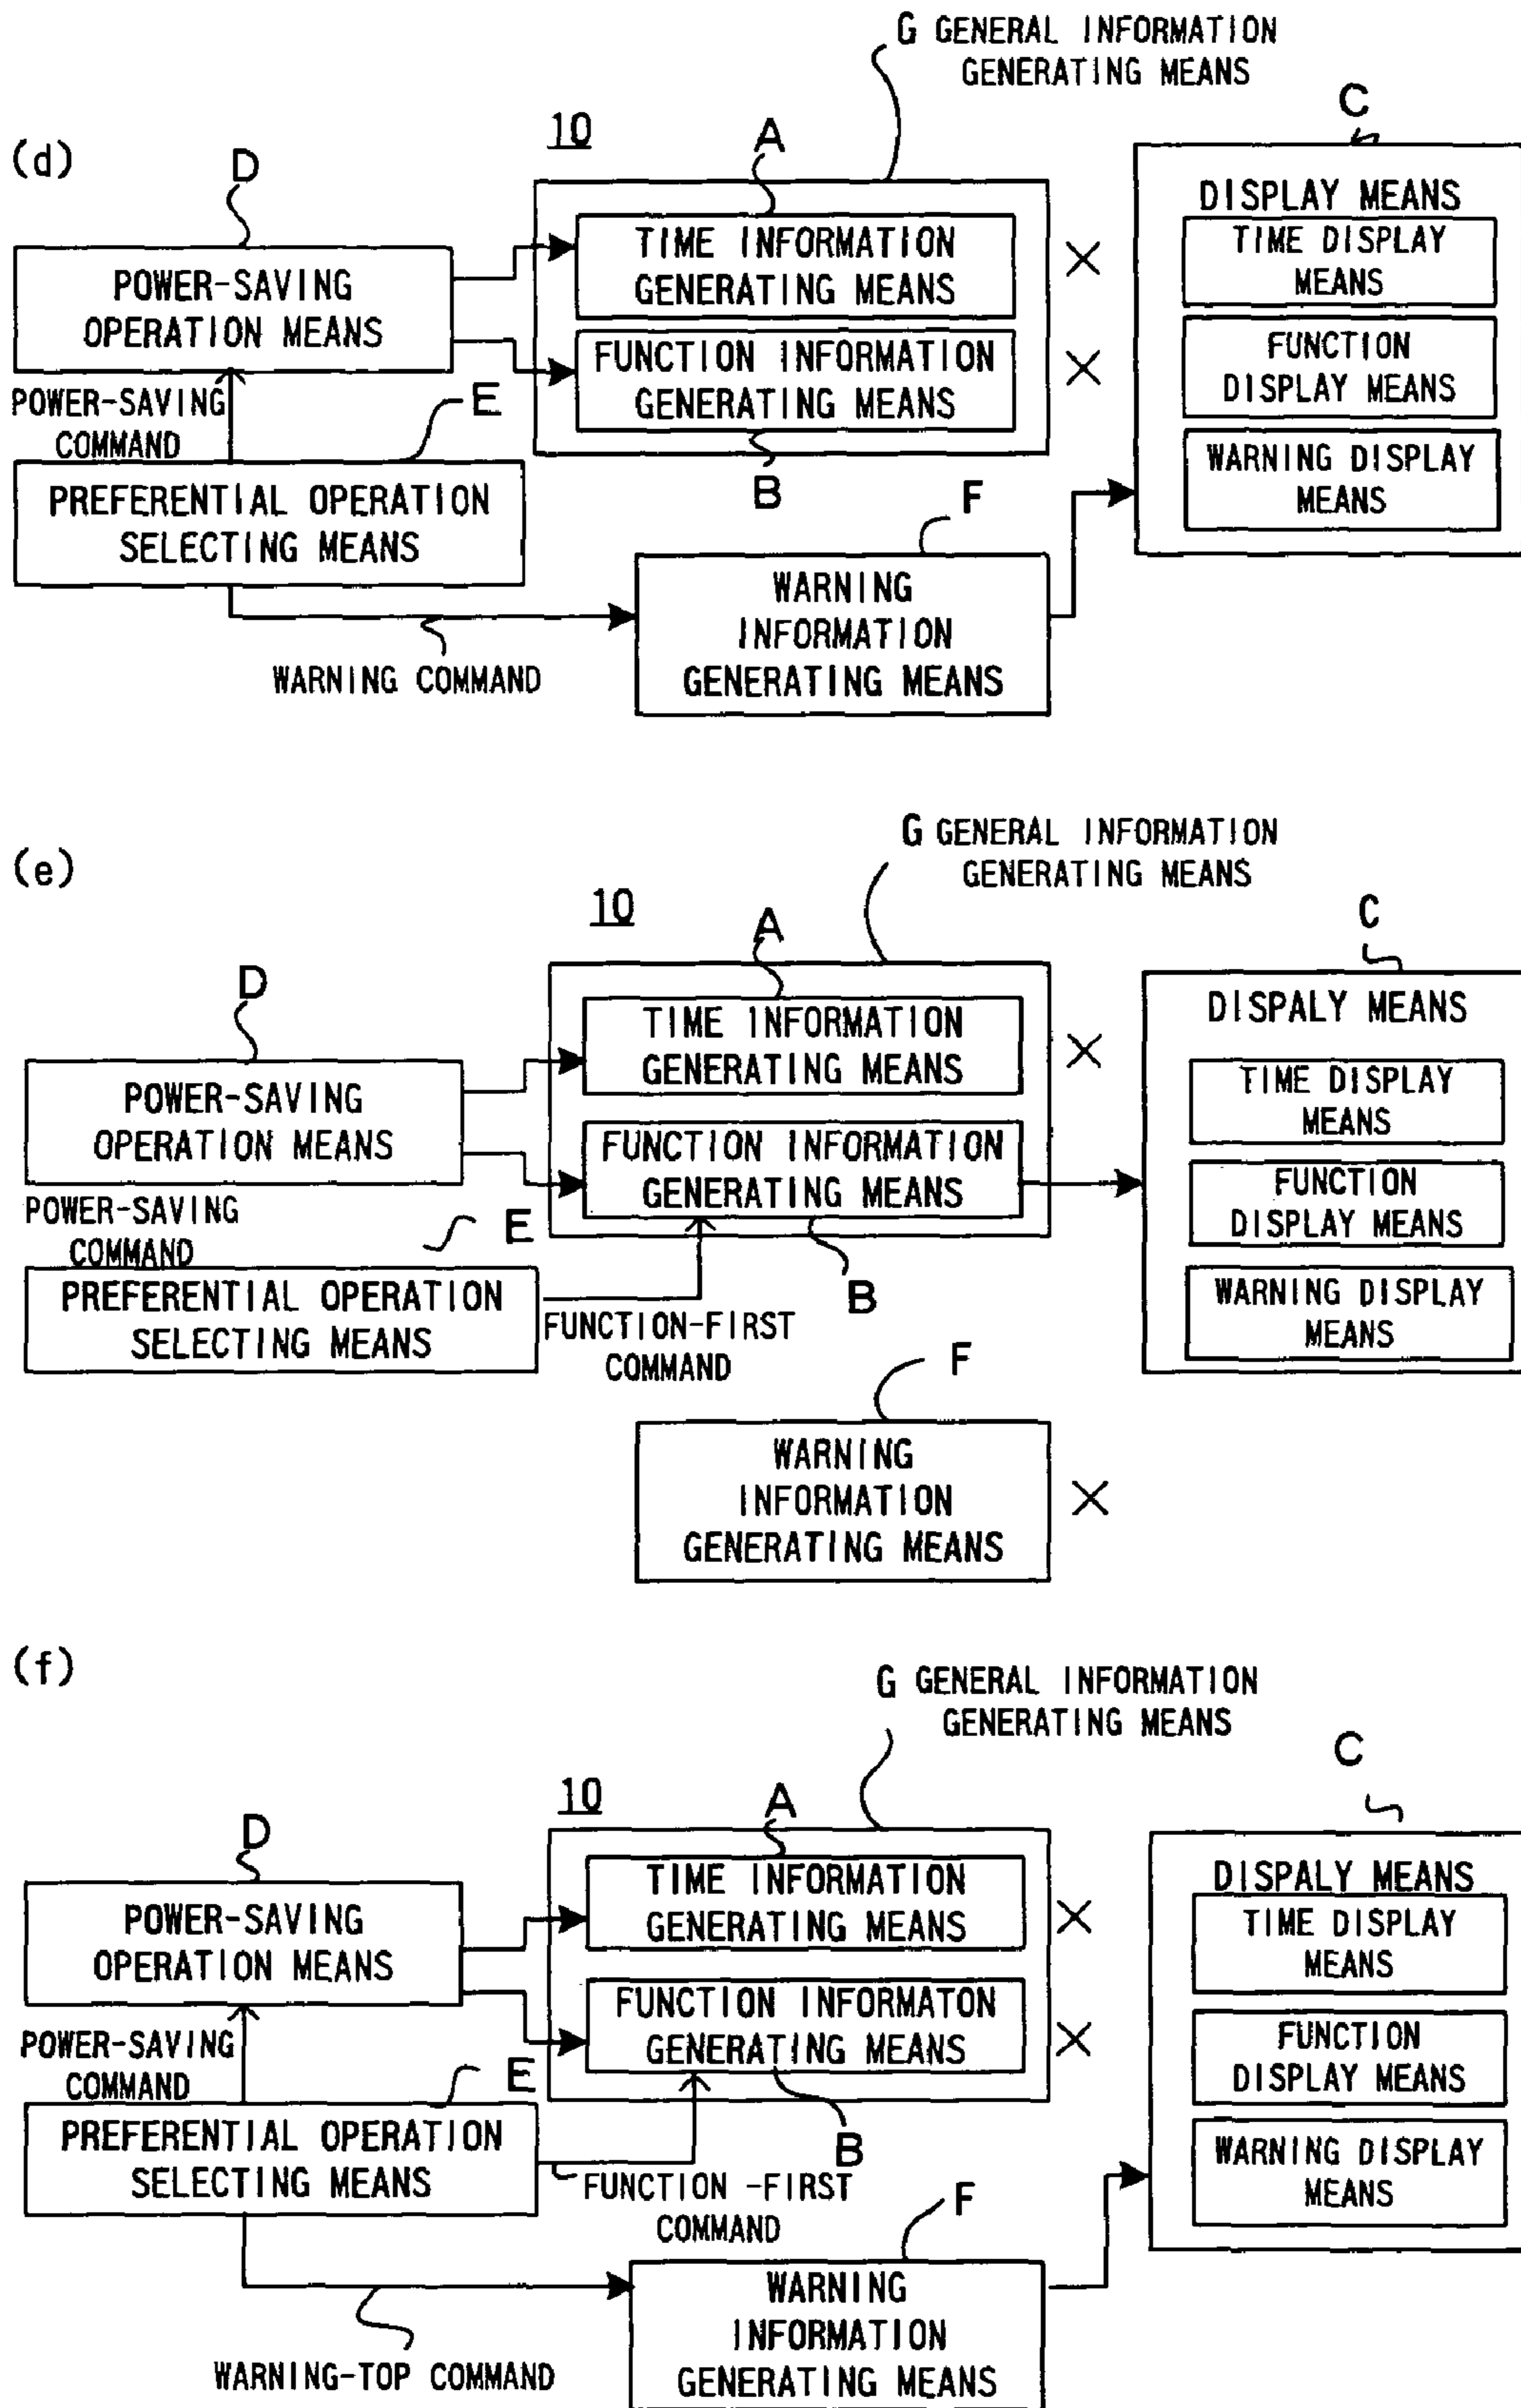 G GENERAL INFORMATION
GENERATING MEANS
(d)
10
A
C
D
DISPLAY MEANS
TIME INFORMATION
GENERATING MEANS
×
TIME DISPLAY
MEANS
POWER-SAVING
OPERATION MEANS
FUNCTION INFORMATION
GENERATING MEANS
×
FUNCTION
DISPLAY MEANS
POWER-SAVING
COMMAND
E
B
F
WARNING DISPLAY
MEANS
PREFERENTIAL OPERATION
SELECTING MEANS
WARNING
INFORMATION
GENERATING MEANS
WARNING COMMAND
G GENERAL INFORMATION
GENERATING MEANS
(e)
10
A
C
D
DISPALY MEANS
TIME INFORMATION
GENERATING MEANS
×
TIME DISPLAY
MEANS
POWER-SAVING
OPERATION MEANS
FUNCTION INFORMATION
GENERATING MEANS
FUNCTION
DISPLAY MEANS
POWER-SAVING
COMMAND
E
B
WARNING DISPLAY
MEANS
PREFERENTIAL OPERATION
SELECTING MEANS
FUNCTION-FIRST
COMMAND
F
WARNING
INFORMATION
GENERATING MEANS
×
(f)
G GENERAL INFORMATION
GENERATING MEANS
10
A
C
D
DISPALY MEANS
TIME INFORMATION
GENERATING MEANS
×
TIME DISPLAY
MEANS
POWER-SAVING
OPERATION MEANS
FUNCTION INFORMATON
GENERATING MEANS
×
FUNCTION
DISPLAY MEANS
POWER-SAVING
COMMAND
E
B
WARNING DISPLAY
MEANS
PREFERENTIAL OPERATION
SELECTING MEANS
FUNCTION -FIRST
COMMAND
F
WARNING
INFORMATION
GENERATING MEANS
WARNING-TOP COMMAND